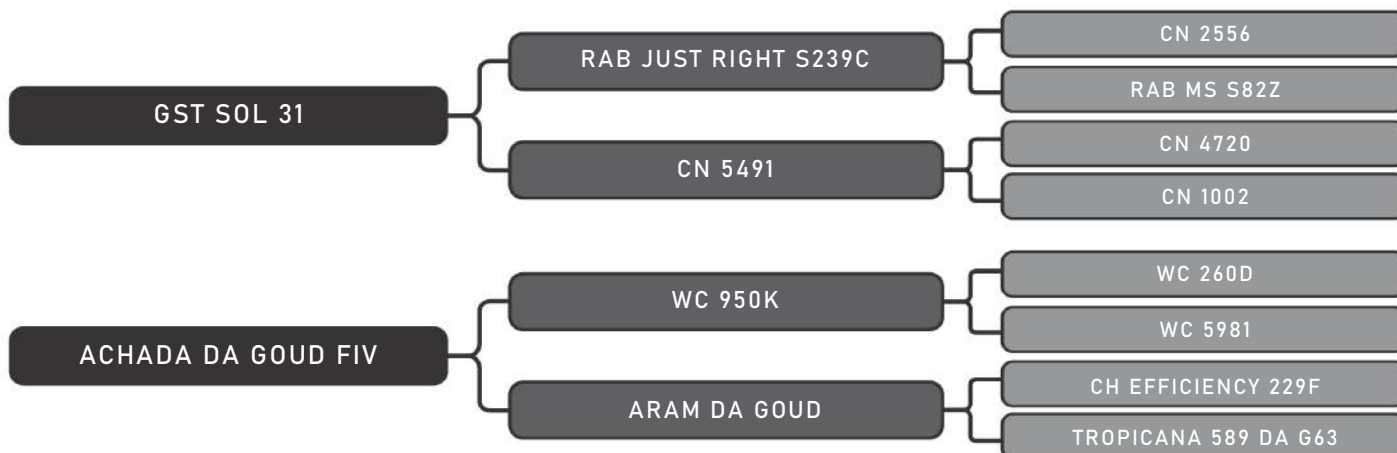 GST SOL 31
RAB JUST RIGHT S239C
CN 5491
CN 2556
RAB MS S82Z
CN 4720
CN 1002
ACHADA DA GOUD FIV
WC 950K
ARAM DA GOUD
WC 260D
WC 5981
CH EFFICIENCY 229F
TROPICANA 589 DA G63